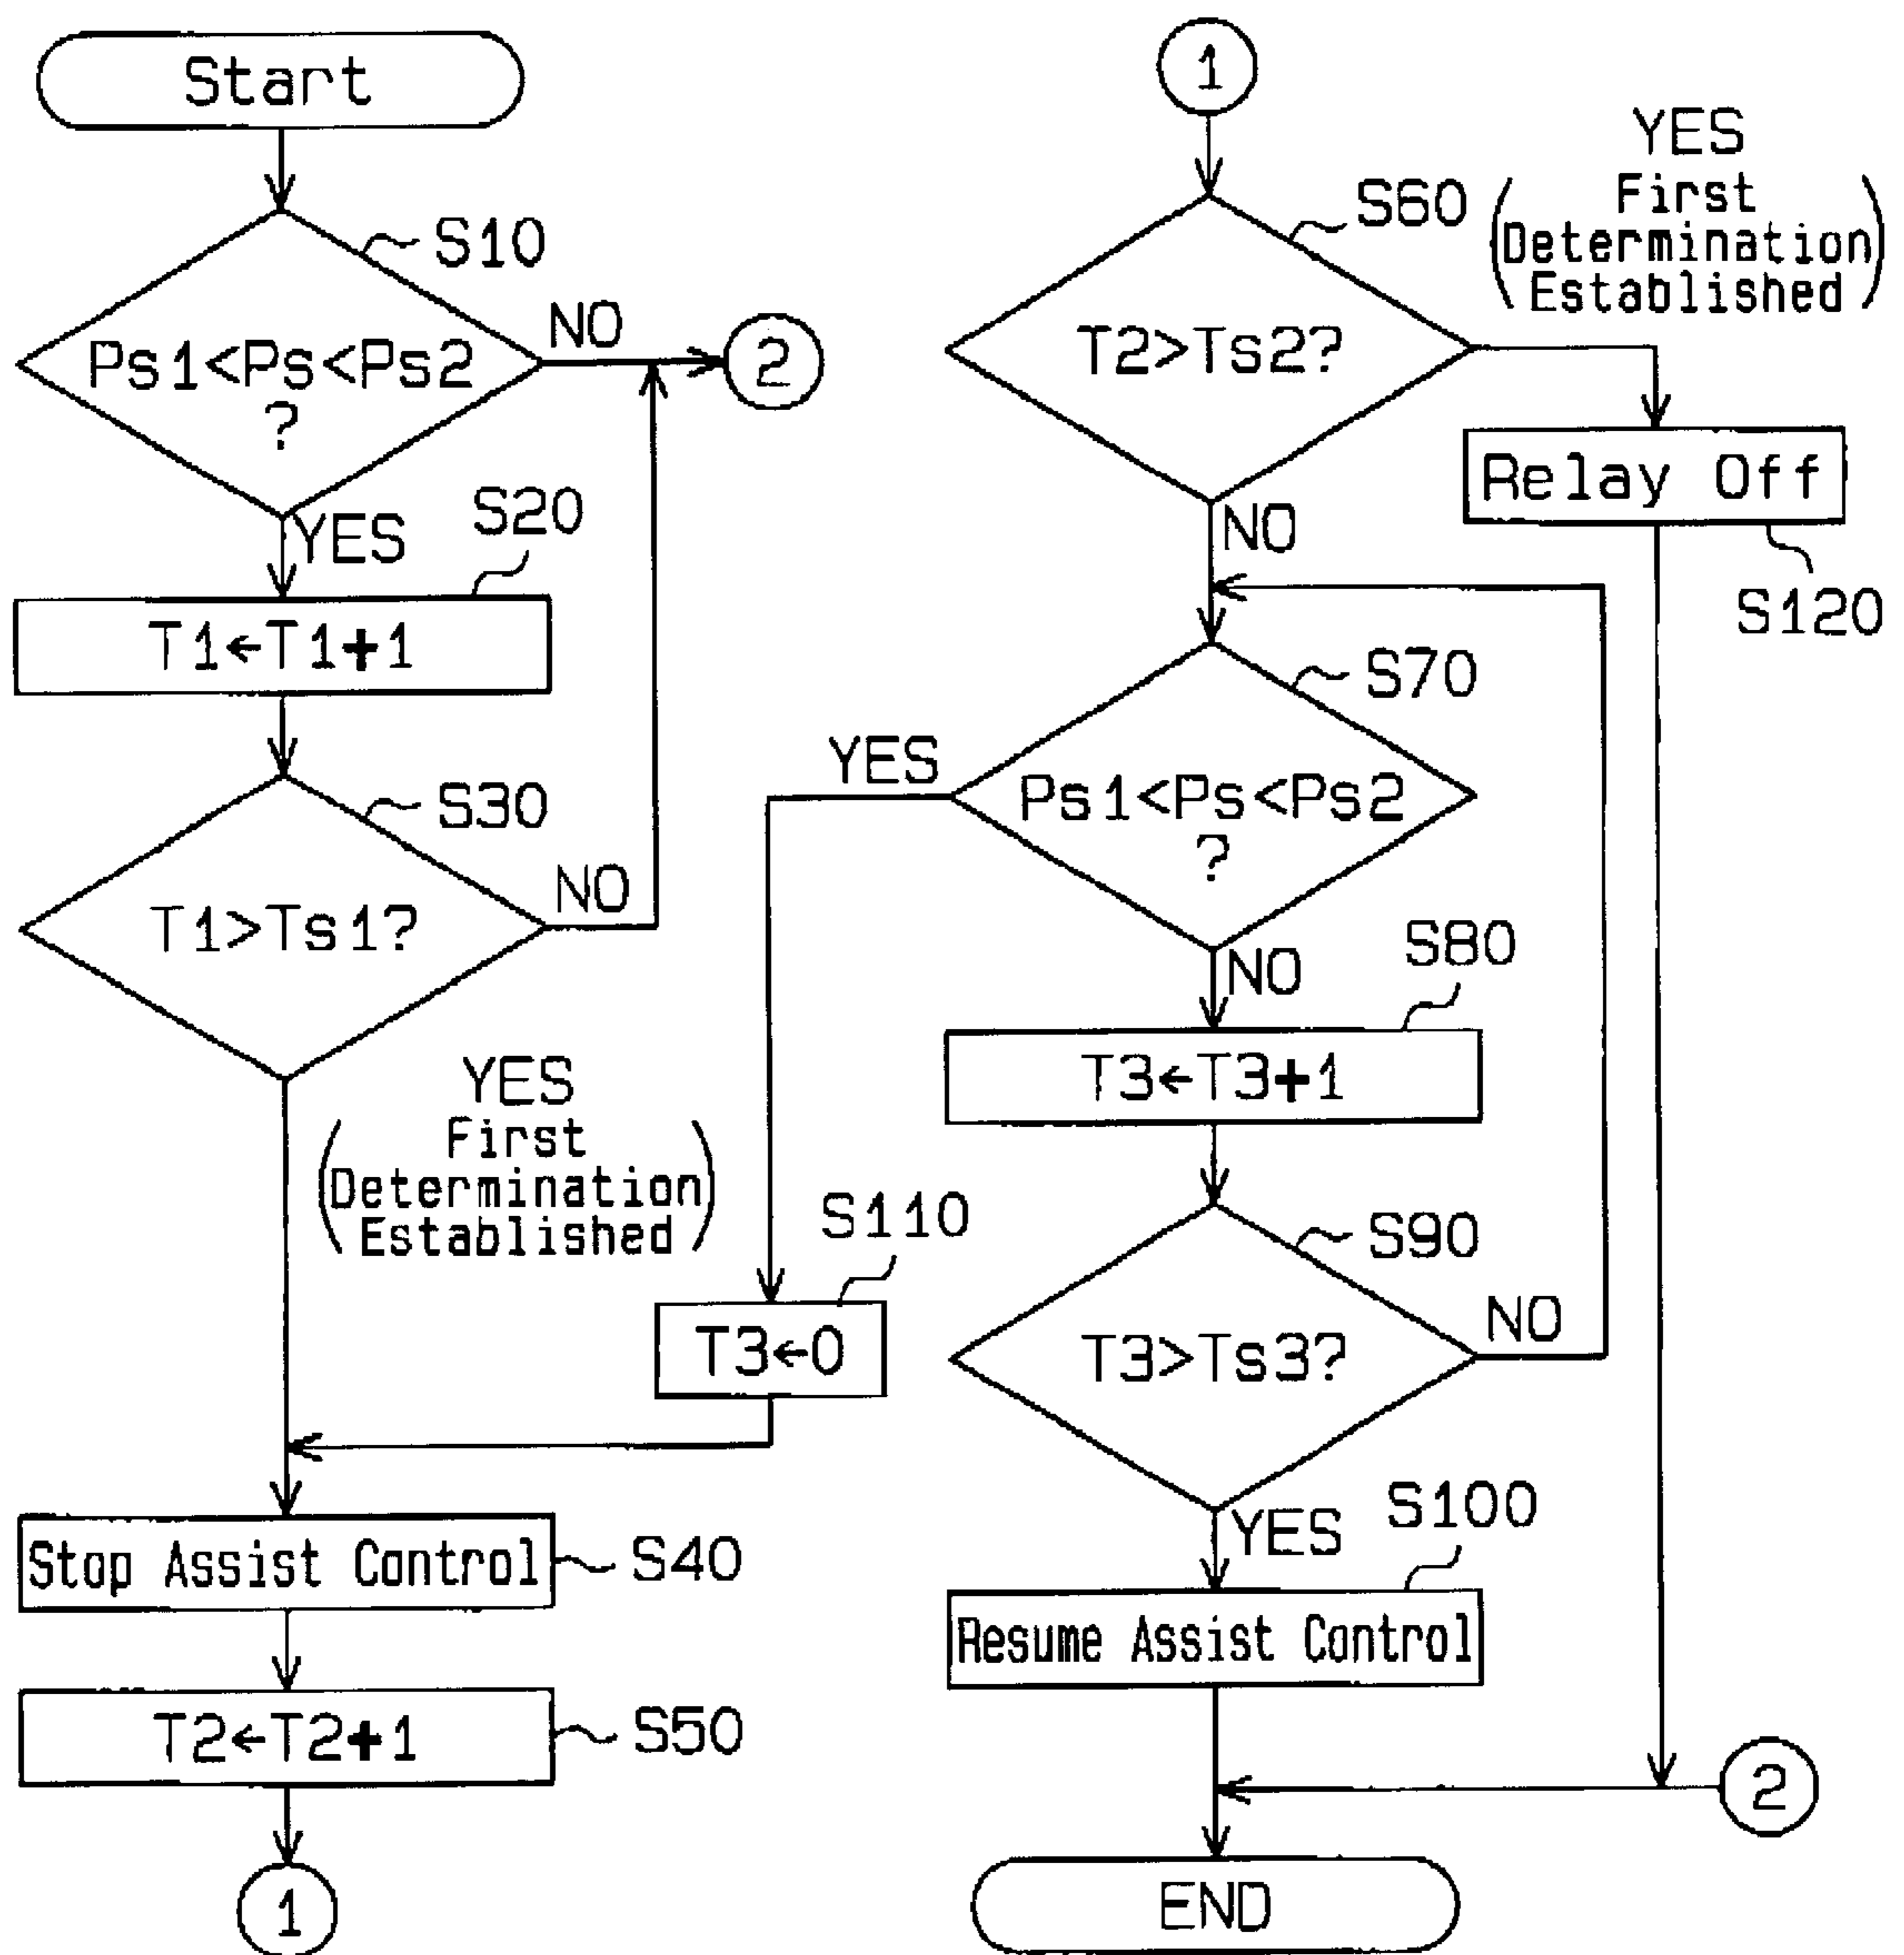 Start
S10
Ps1<Ps<Ps2
?
NO
2
YES
S20
T1←T1+1
S30
T1>Ts1?
NO
YES
(First
Determination
Established)
S110
T3←0
Stop Assist Control
S40
T2←T2+1
S50
1
1
S60
T2>Ts2?
YES
(First
Determination
Established)
Relay Off
S120
NO
S70
Ps1<Ps<Ps2
?
YES
NO
S80
T3←T3+1
S90
T3>Ts3?
NO
YES
S100
Resume Assist Control
2
END